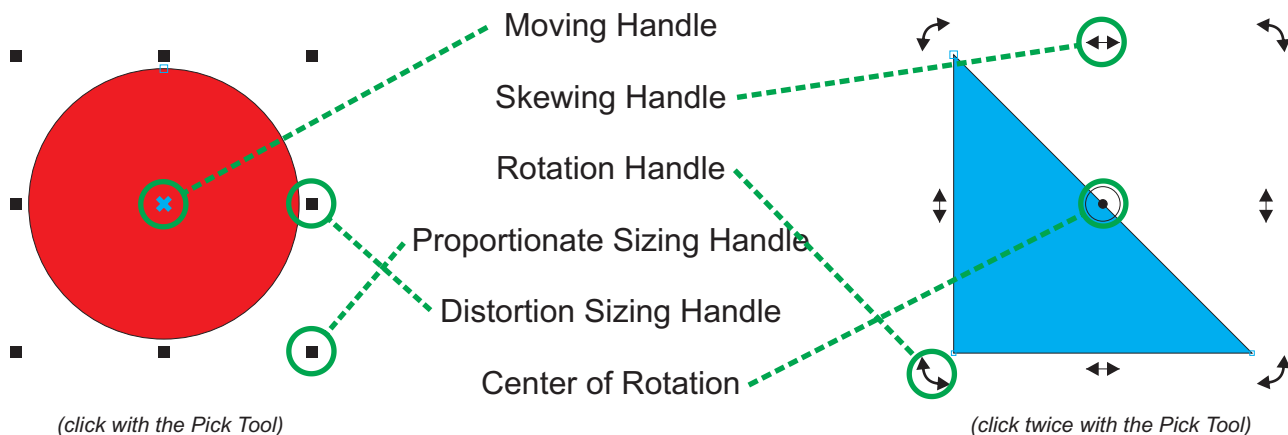 Moving Handle
Skewing Handle
Rotation Handle
Proportionate Sizing Handle
Distortion Sizing Handle
Center of Rotation
(click with the Pick Tool)
(click twice with the Pick Tool)